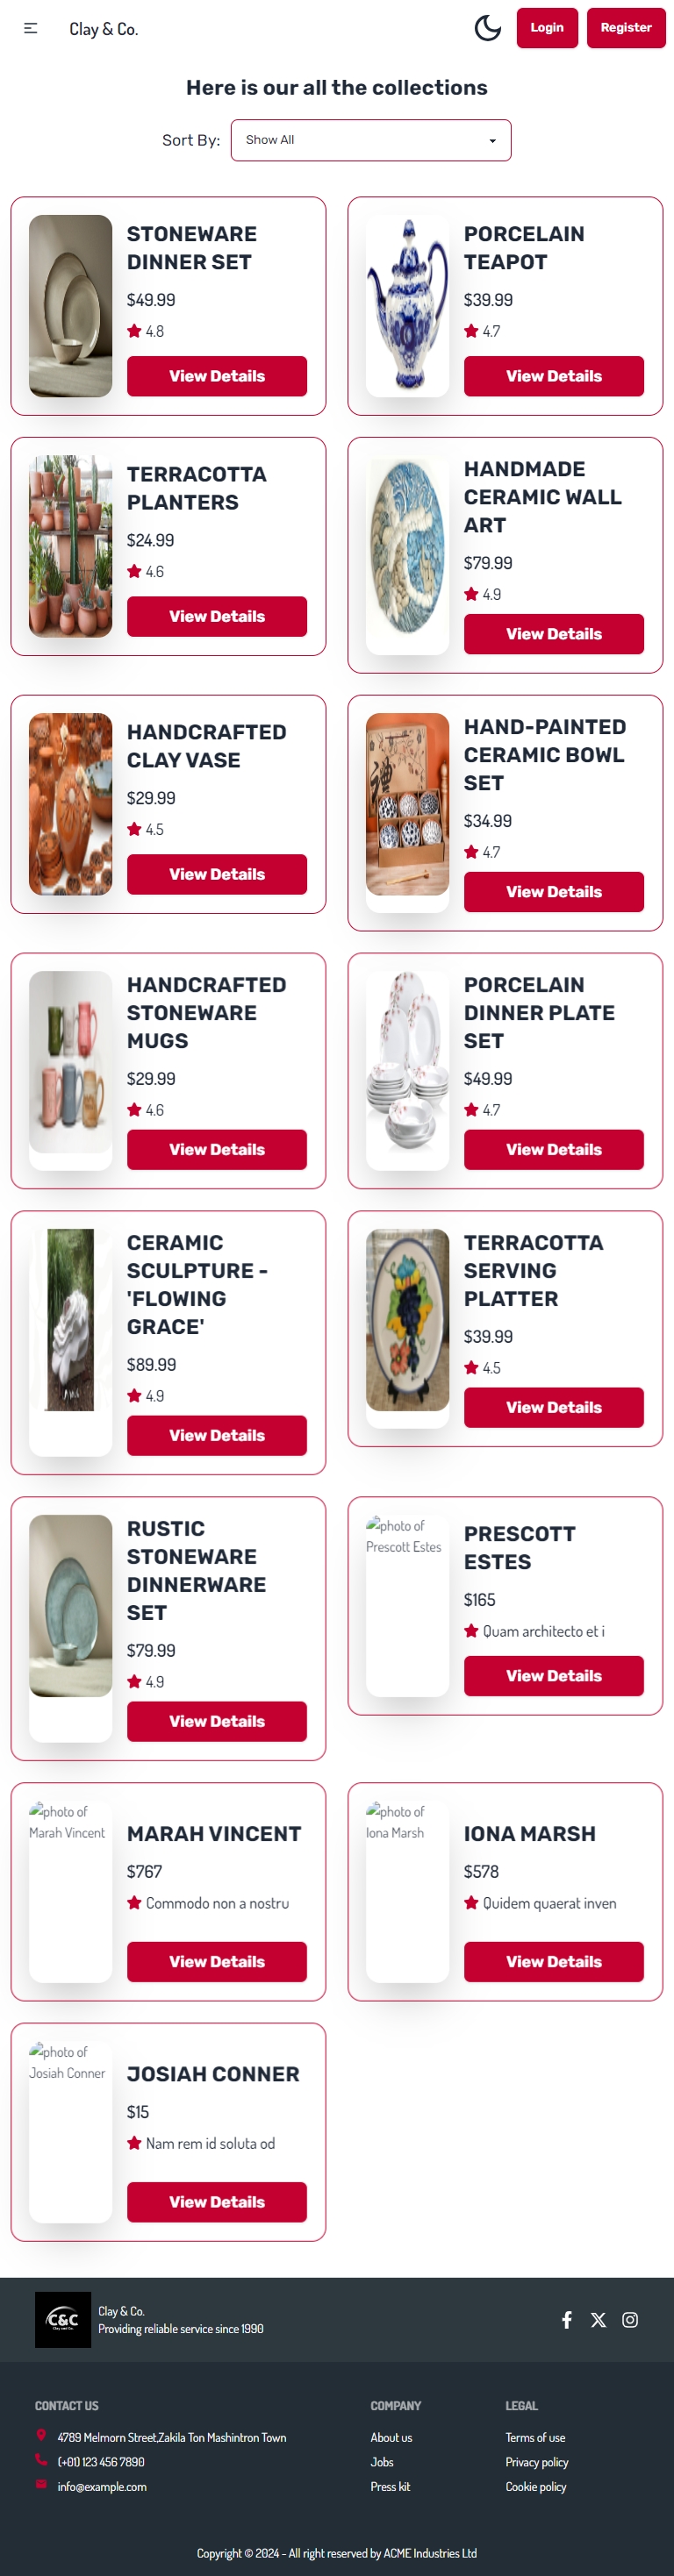 Clay & Co.
Login
Register
Here is our all the collections
Sort By:
Show All
STONEWARE
DINNER SET
$49.99
4.8
View Details
PORCELAIN
TEAPOT
$39.99
4.7
View Details
TERRACOTTA
PLANTERS
$24.99
4.6
View Details
HANDMADE
CERAMIC WALL
ART
$79.99
4.9
View Details
HANDCRAFTED
CLAY VASE
$29.99
4.5
View Details
HAND-PAINTED
CERAMIC BOWL
SET
$34.99
4.7
View Details
HANDCRAFTED
STONEWARE
MUGS
$29.99
4.6
View Details
PORCELAIN
DINNER PLATE
SET
$49.99
4.7
View Details
CERAMIC
SCULPTURE -
'FLOWING
GRACE'
$89.99
4.9
View Details
TERRACOTTA
SERVING
PLATTER
$39.99
4.5
View Details
RUSTIC
STONEWARE
DINNERWARE
SET
$79.99
4.9
View Details
photo of
Prescott Estes
PRESCOTT
ESTES
$165
Quam architecto et i
View Details
photo of
Marah Vincent
MARAH VINCENT
$767
Commodo non a nostru
View Details
photo of
Iona Marsh
IONA MARSH
$578
Quidem quaerat inven
View Details
photo of
Josiah Conner
JOSIAH CONNER
$15
Nam rem id soluta od
View Details
C&C
Clay & Co.
Providing reliable service since 1990
CONTACT US
4789 Melmorn Street,Zakila Ton Mashintron Town
(+01) 123 456 7890
info@example.com
COMPANY
About us
Jobs
Press kit
LEGAL
Terms of use
Privacy policy
Cookie policy
Copyright © 2024 - All right reserved by ACME Industries Ltd